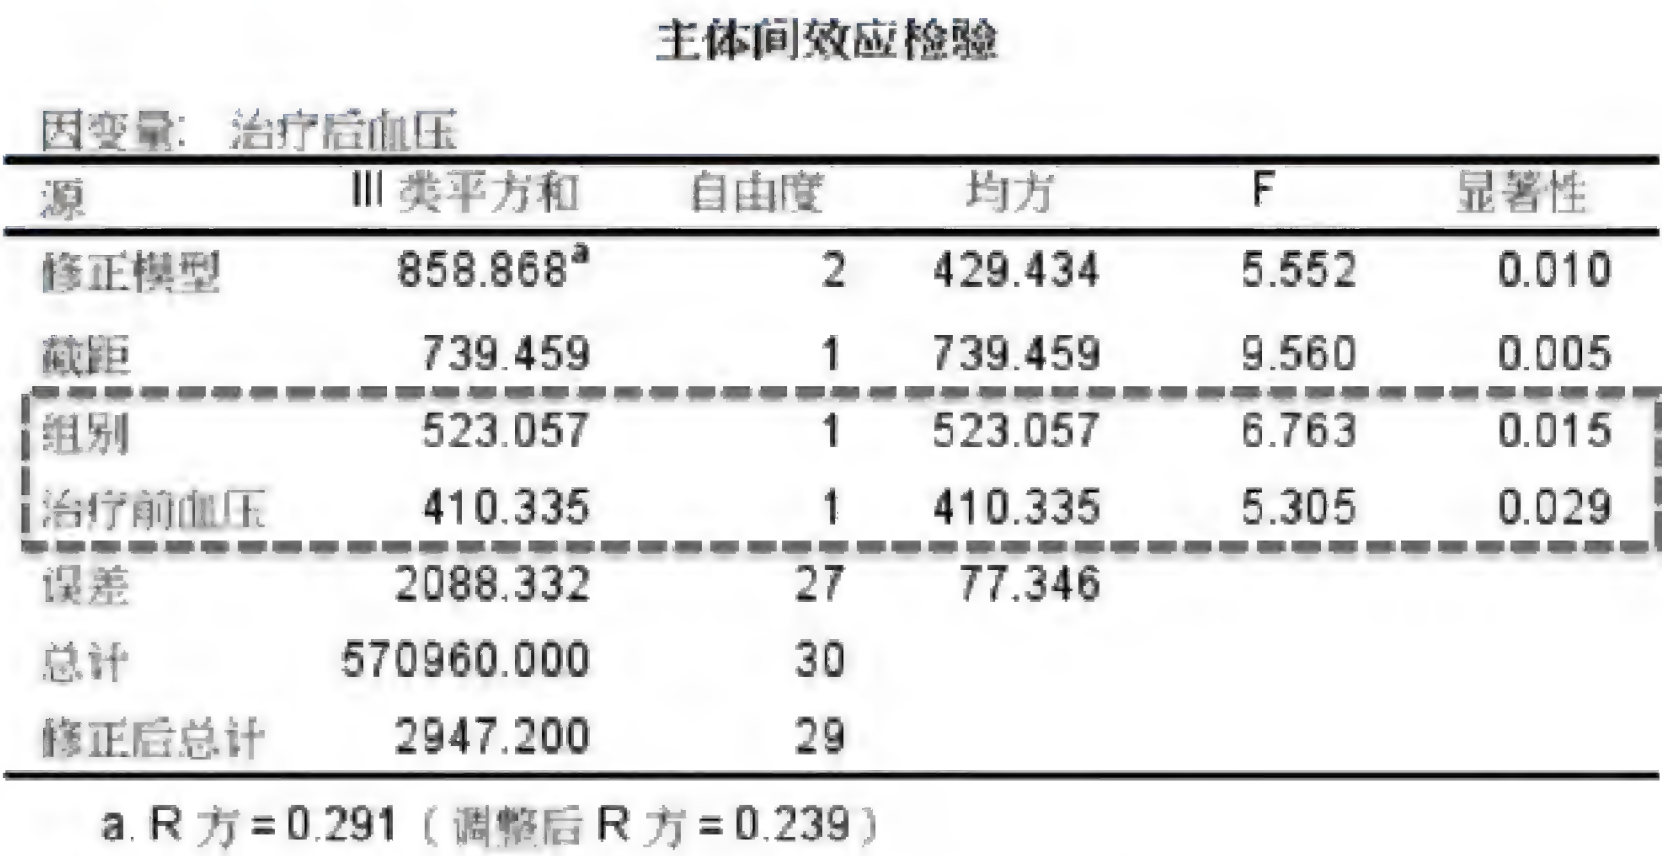 主体间效应检验
因变量: 治疗后血压
源 III 类平方和 自由度 均方 F 显著性
修正模型 858.868a 2 429.434 5.552 0.010
截距 739.459 1 739.459 9.560 0.005
组别 523.057 1 523.057 6.763 0.015
治疗前血压 410.335 1 410.335 5.305 0.029
误差 2088.332 27 77.346
总计 570960.000 30
修正后总计 2947.200 29
a. R 方 = 0.291（调整后 R 方 = 0.239）